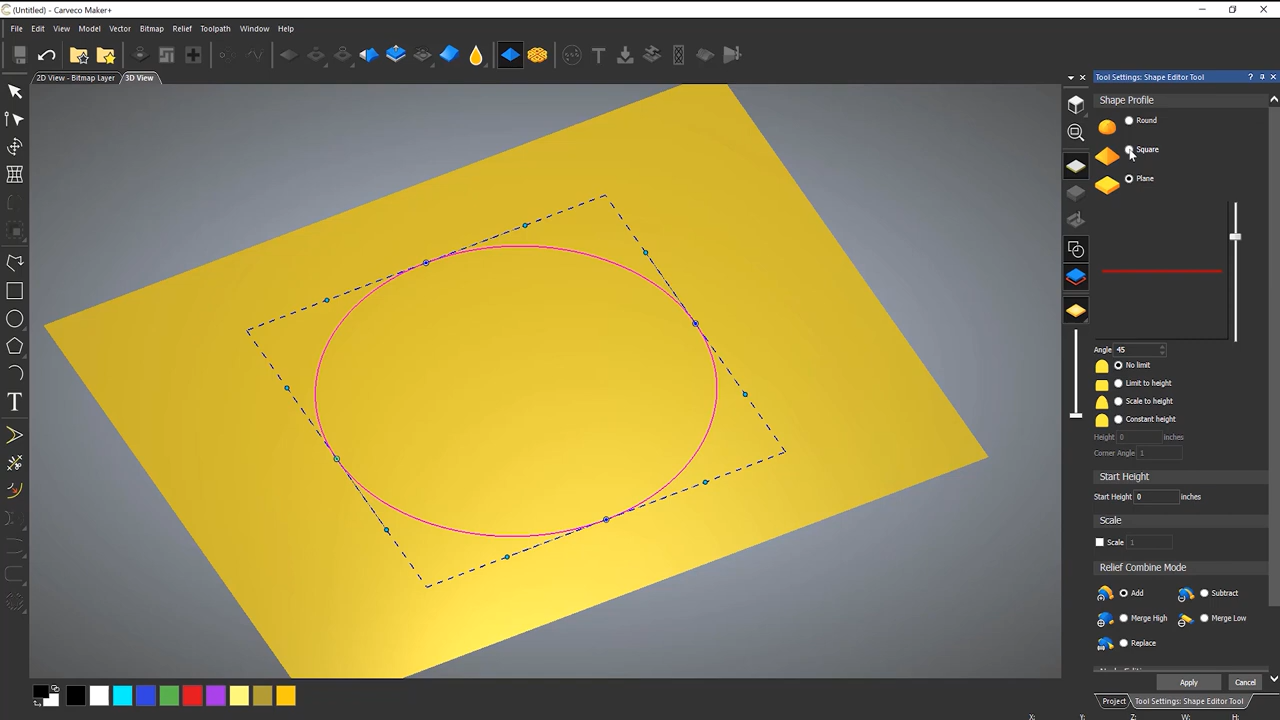 (Untitled) - Carveco Maker+
File Edit View Model Vector Bitmap Relief Toolpath Window Help
2D View - Bitmap Layer 3D View
Tool Settings: Shape Editor Tool
Shape Profile
Round
Square
Plane
Angle 45
No limit
Limit to height
Scale to height
Constant height
Height 0 inches
Corner Angle 1
Start Height
Start Height 0 inches
Scale
Scale 1
Relief Combine Mode
Add Subtract
Merge High Merge Low
Replace
Apply Cancel
Project Tool Settings: Shape Editor Tool
X: Y: Z: W: H: